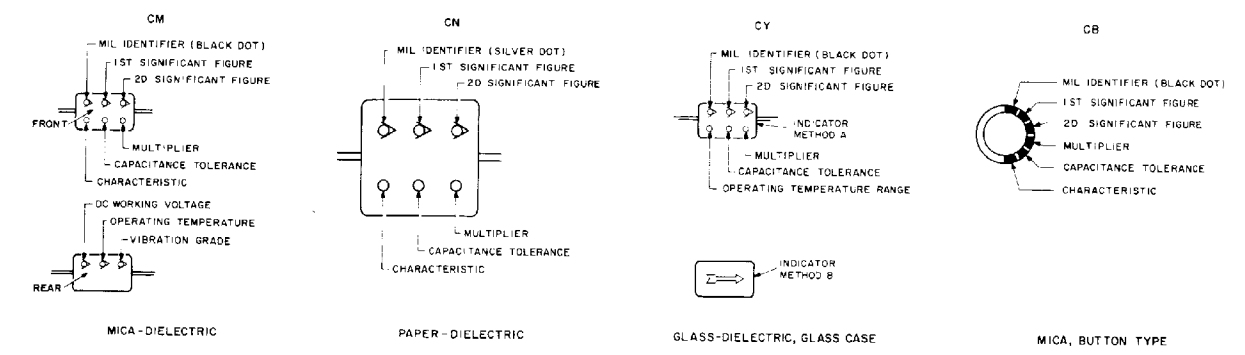 CM
MIL IDENTIFIER (BLACK DOT)
1ST SIGNIFICANT FIGURE
2D SIGNIFICANT FIGURE
FRONT
MULTIPLIER
CAPACITANCE TOLERANCE
CHARACTERISTIC
DC WORKING VOLTAGE
OPERATING TEMPERATURE
VIBRATION GRADE
REAR
MICA-DIELECTRIC
CN
MIL IDENTIFIER (SILVER DOT)
1ST SIGNIFICANT FIGURE
2D SIGNIFICANT FIGURE
MULTIPLIER
CAPACITANCE TOLERANCE
CHARACTERISTIC
PAPER-DIELECTRIC
CY
MIL IDENTIFIER (BLACK DOT)
1ST SIGNIFICANT FIGURE
2D SIGNIFICANT FIGURE
INDICATOR
METHOD A
MULTIPLIER
CAPACITANCE TOLERANCE
OPERATING TEMPERATURE RANGE
INDICATOR
METHOD B
GLASS-DIELECTRIC, GLASS CASE
CB
MIL IDENTIFIER (BLACK DOT)
1ST SIGNIFICANT FIGURE
2D SIGNIFICANT FIGURE
MULTIPLIER
CAPACITANCE TOLERANCE
CHARACTERISTIC
MICA, BUTTON TYPE